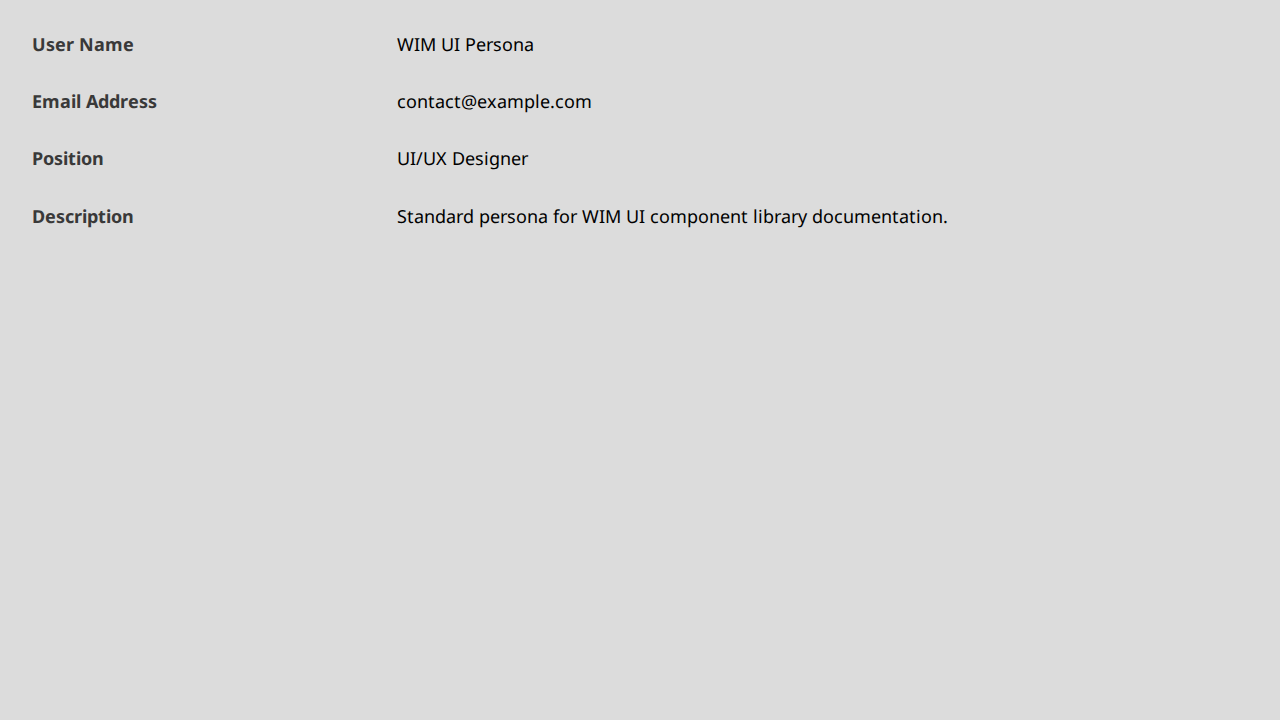 User Name WIM UI Persona
Email Address contact@example.com
Position UI/UX Designer
Description Standard persona for WIM UI component library documentation.